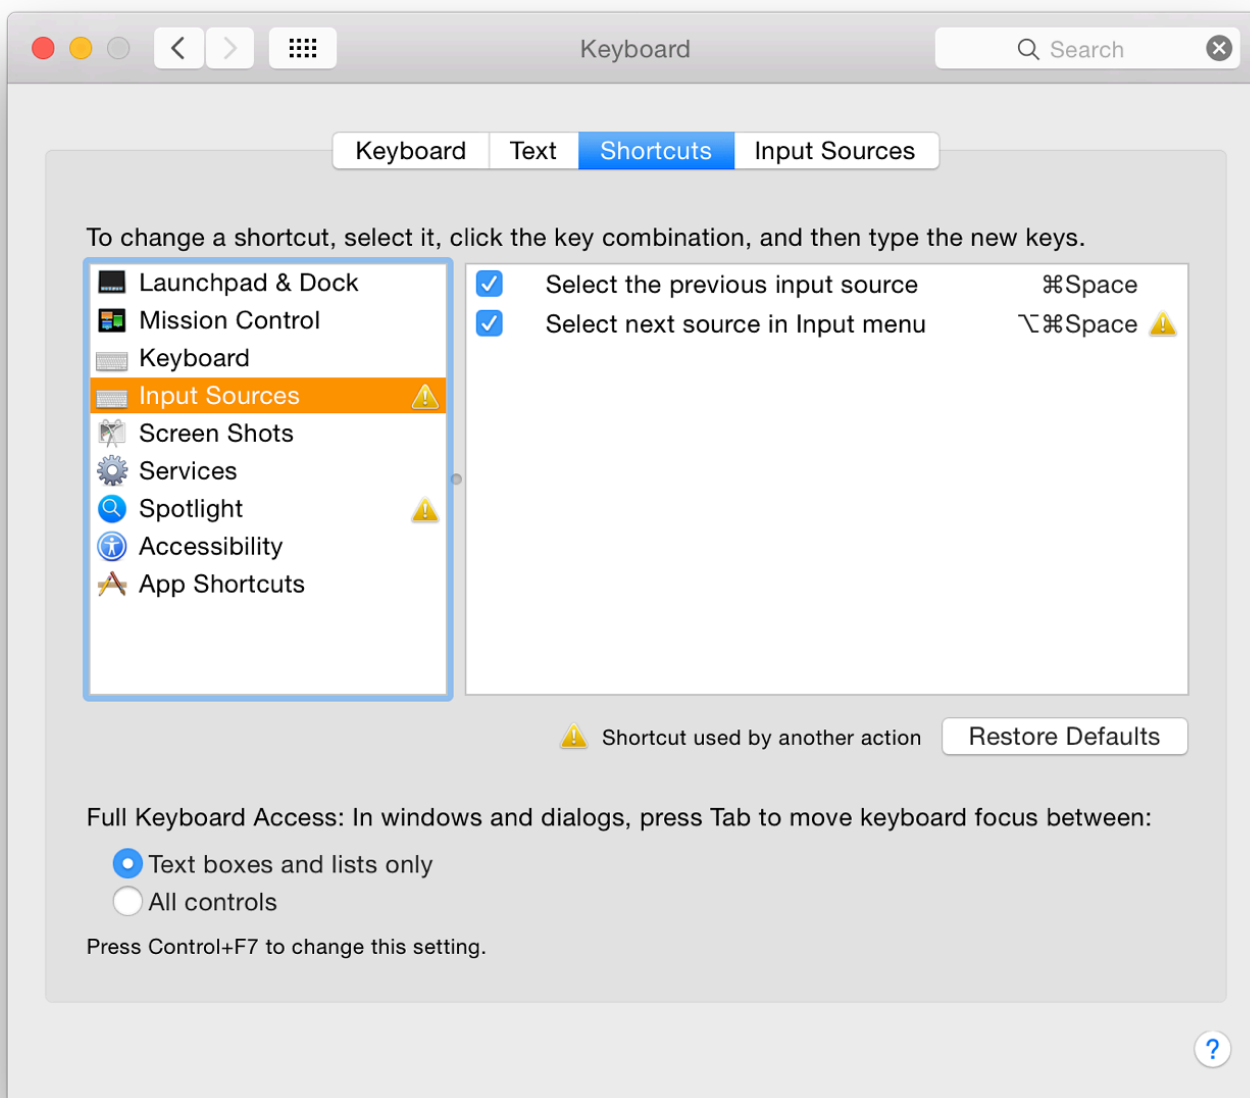 Keyboard
Search
Keyboard Text Shortcuts Input Sources
To change a shortcut, select it, click the key combination, and then type the new keys.
Launchpad & Dock
Mission Control
Keyboard
Input Sources
Screen Shots
Services
Spotlight
Accessibility
App Shortcuts
Select the previous input source ⌘Space
Select next source in Input menu ⌥⌘Space
Shortcut used by another action
Restore Defaults
Full Keyboard Access: In windows and dialogs, press Tab to move keyboard focus between:
Text boxes and lists only
All controls
Press Control+F7 to change this setting.
?